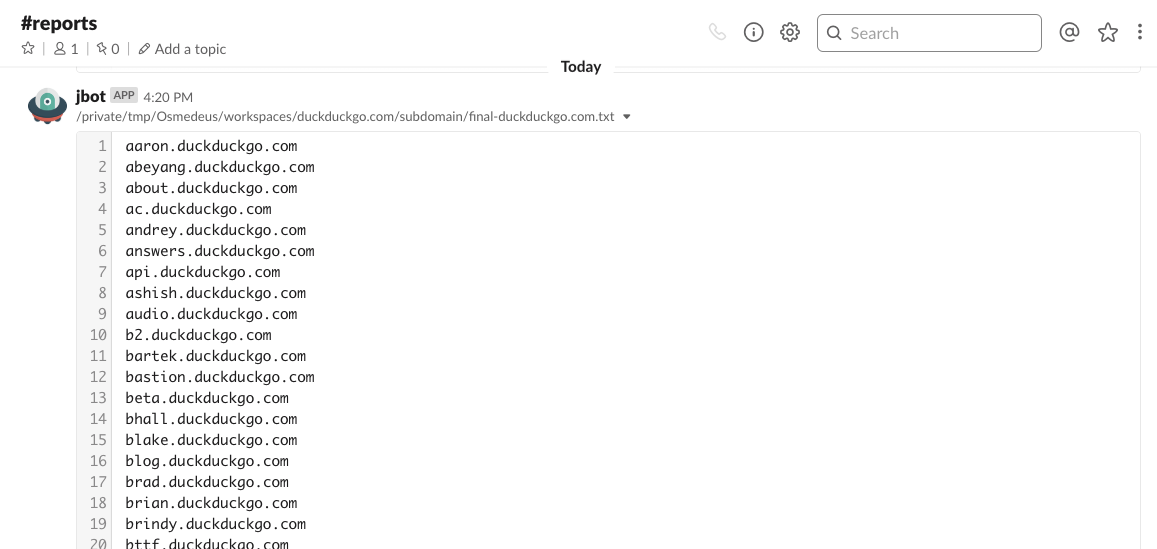 #reports
1 | 0 | Add a topic
Search
Today
jbot APP 4:20 PM
/private/tmp/Osmedeus/workspaces/duckduckgo.com/subdomain/final-duckduckgo.com.txt
1 aaron.duckduckgo.com
2 abeyang.duckduckgo.com
3 about.duckduckgo.com
4 ac.duckduckgo.com
5 andrey.duckduckgo.com
6 answers.duckduckgo.com
7 api.duckduckgo.com
8 ashish.duckduckgo.com
9 audio.duckduckgo.com
10 b2.duckduckgo.com
11 bartek.duckduckgo.com
12 bastion.duckduckgo.com
13 beta.duckduckgo.com
14 bhall.duckduckgo.com
15 blake.duckduckgo.com
16 blog.duckduckgo.com
17 brad.duckduckgo.com
18 brian.duckduckgo.com
19 brindy.duckduckgo.com
20 bttf.duckduckgo.com